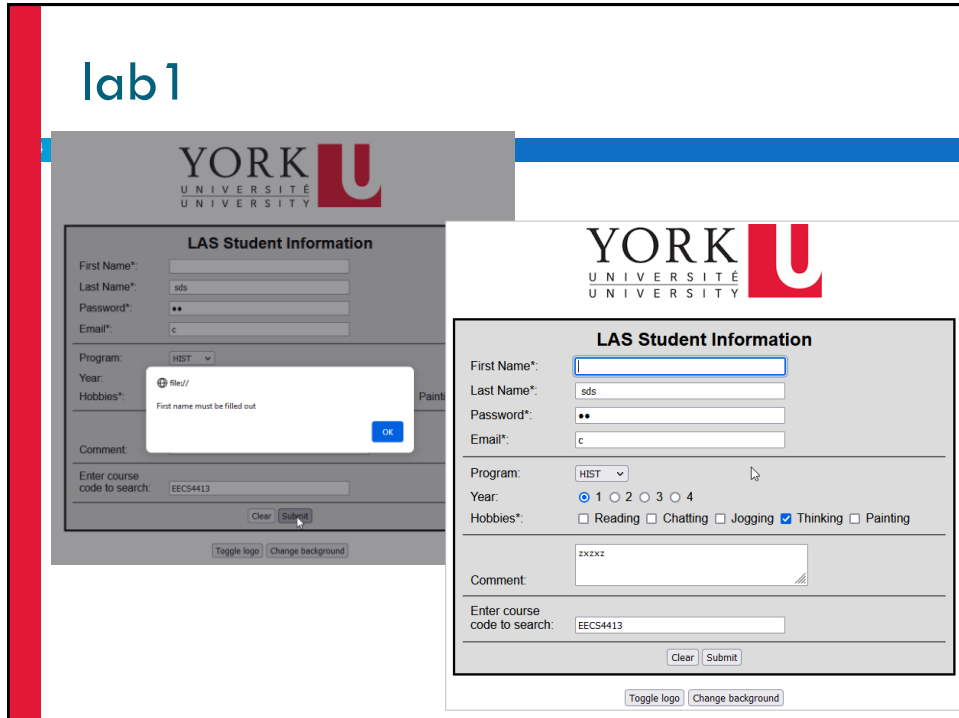 lab1
YORK U
UNIVERSITÉ
UNIVERSITY
LAS Student Information
First Name*:
Last Name*: sds
Password*: ••
Email*: c
Program: HIST
Year:
Hobbies*: Painti
file://
First name must be filled out
OK
Comment:
Enter course
code to search: EECS4413
Clear Submit
Toggle logo Change background
YORK U
UNIVERSITÉ
UNIVERSITY
LAS Student Information
First Name*:
Last Name*: sds
Password*: ••
Email*: c
Program: HIST
Year: 1 2 3 4
Hobbies*: Reading Chatting Jogging Thinking Painting
zxzxz
Comment:
Enter course
code to search: EECS4413
Clear Submit
Toggle logo Change background